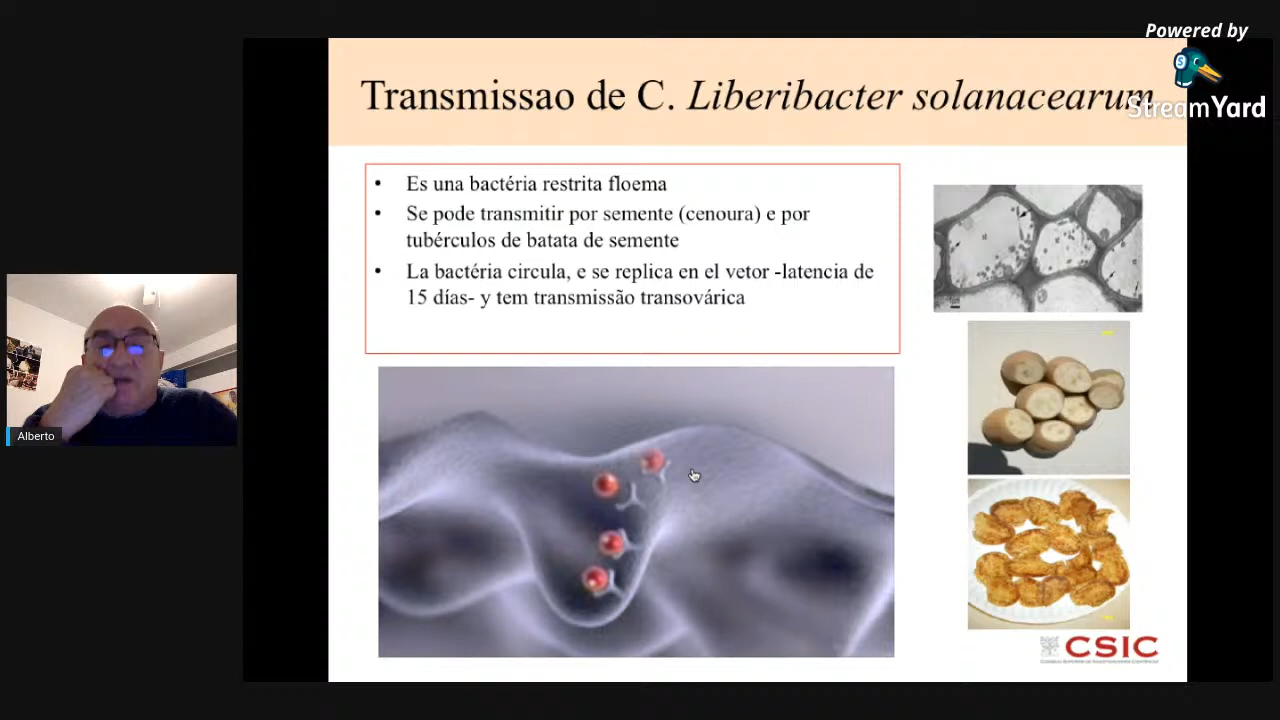 Powered by
StreamYard
Transmissao de C. Liberibacter solanacearum
• Es una bactéria restrita floema
• Se pode transmitir por semente (cenoura) e por
tubérculos de batata de semente
• La bactéria circula, e se replica en el vetor -latencia de
15 días- y tem transmissão transovárica
Alberto
CSIC